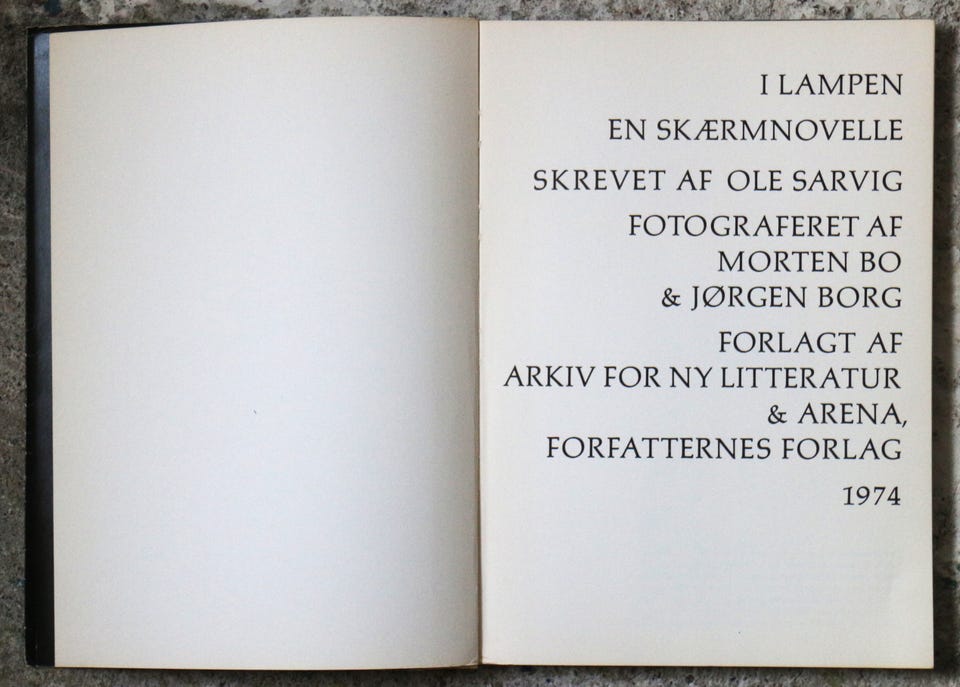 I LAMPEN
EN SKÆRMNOVELLE
SKREVET AF OLE SARVIG
FOTOGRAFERET AF
MORTEN BO
& JØRGEN BORG
FORLAGT AF
ARKIV FOR NY LITTERATUR
& ARENA,
FORFATTERNES FORLAG
1974